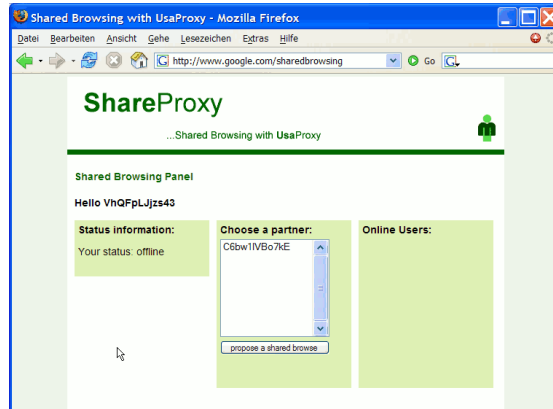 Shared Browsing with UsaProxy - Mozilla Firefox
Datei Bearbeiten Ansicht Gehe Lesezeichen Extras Hilfe
http://www.google.com/sharedbrowsing Go
ShareProxy
...Shared Browsing with UsaProxy
Shared Browsing Panel
Hello VhQFpLJjzs43
Status information:
Your status: offline
Choose a partner:
C6bw1IVBo7kE
propose a shared browse
Online Users: